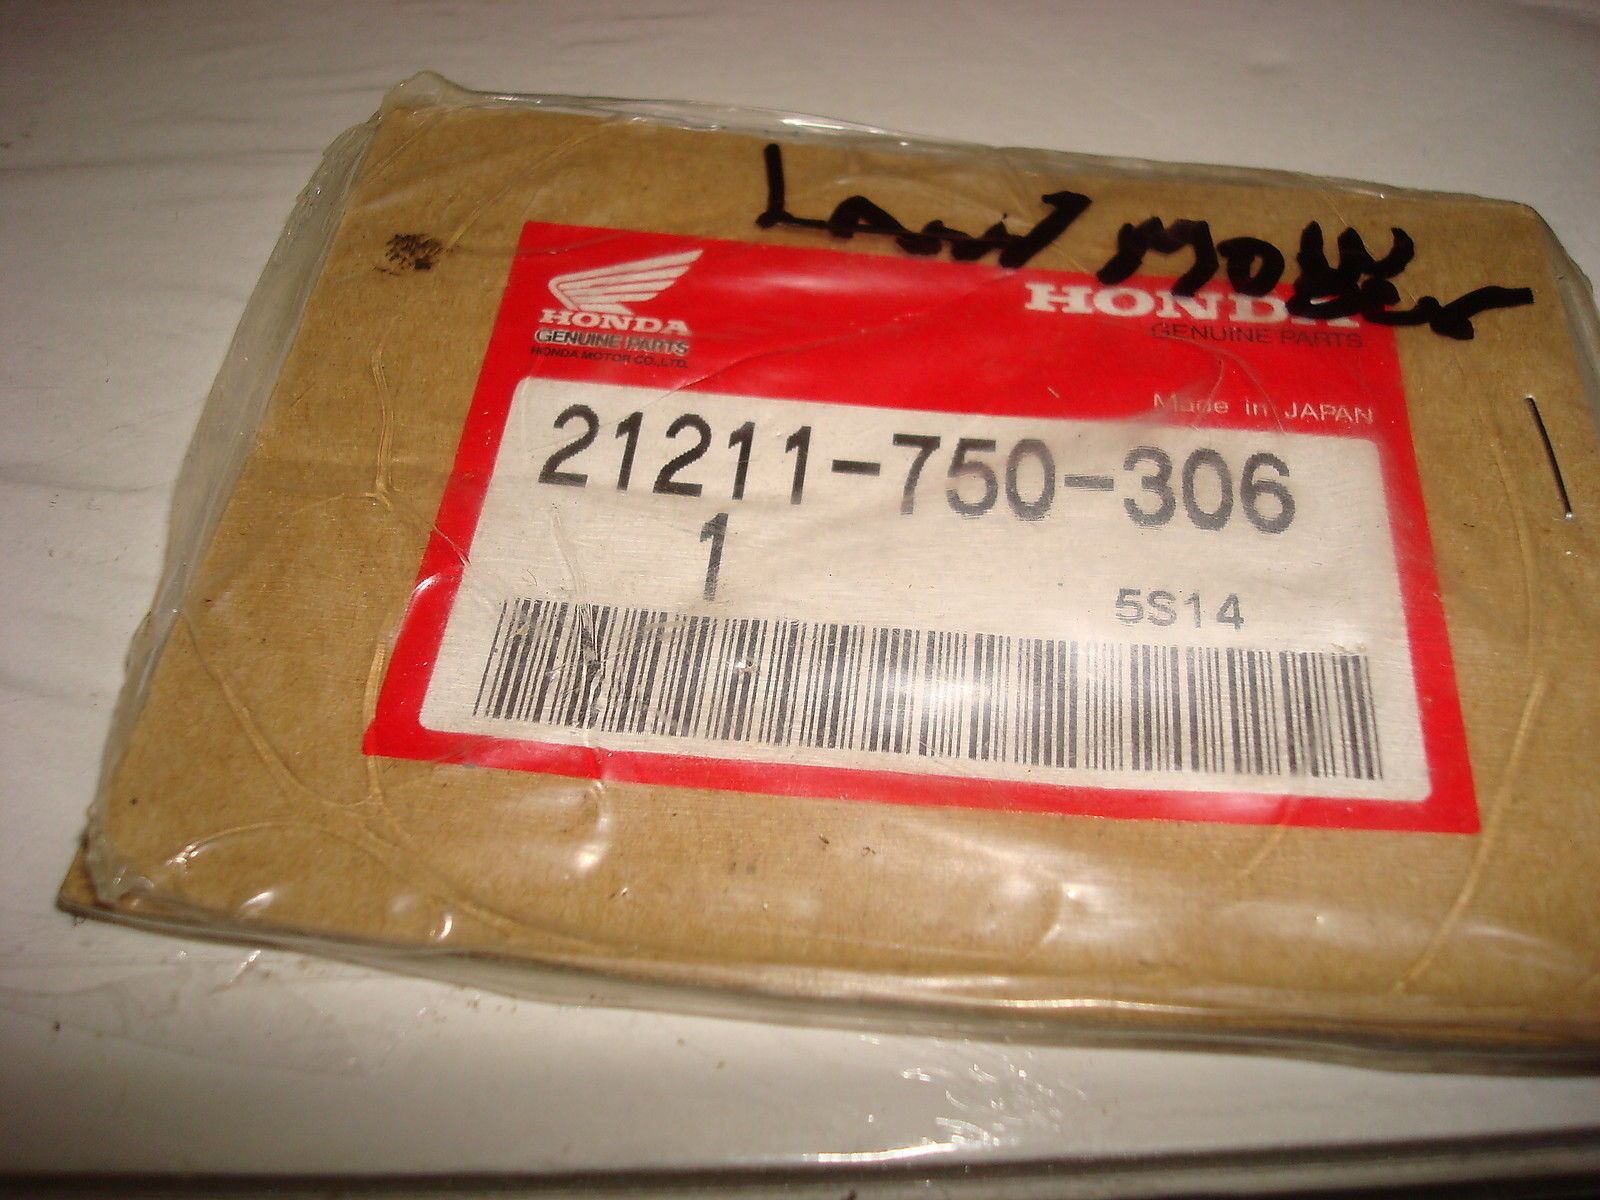 LAWN MOWER
HONDA
GENUINE PARTS
HONDA MOTOR CO.,LTD.
HONDA
GENUINE PARTS
Made in JAPAN
21211-750-306
1
5S14